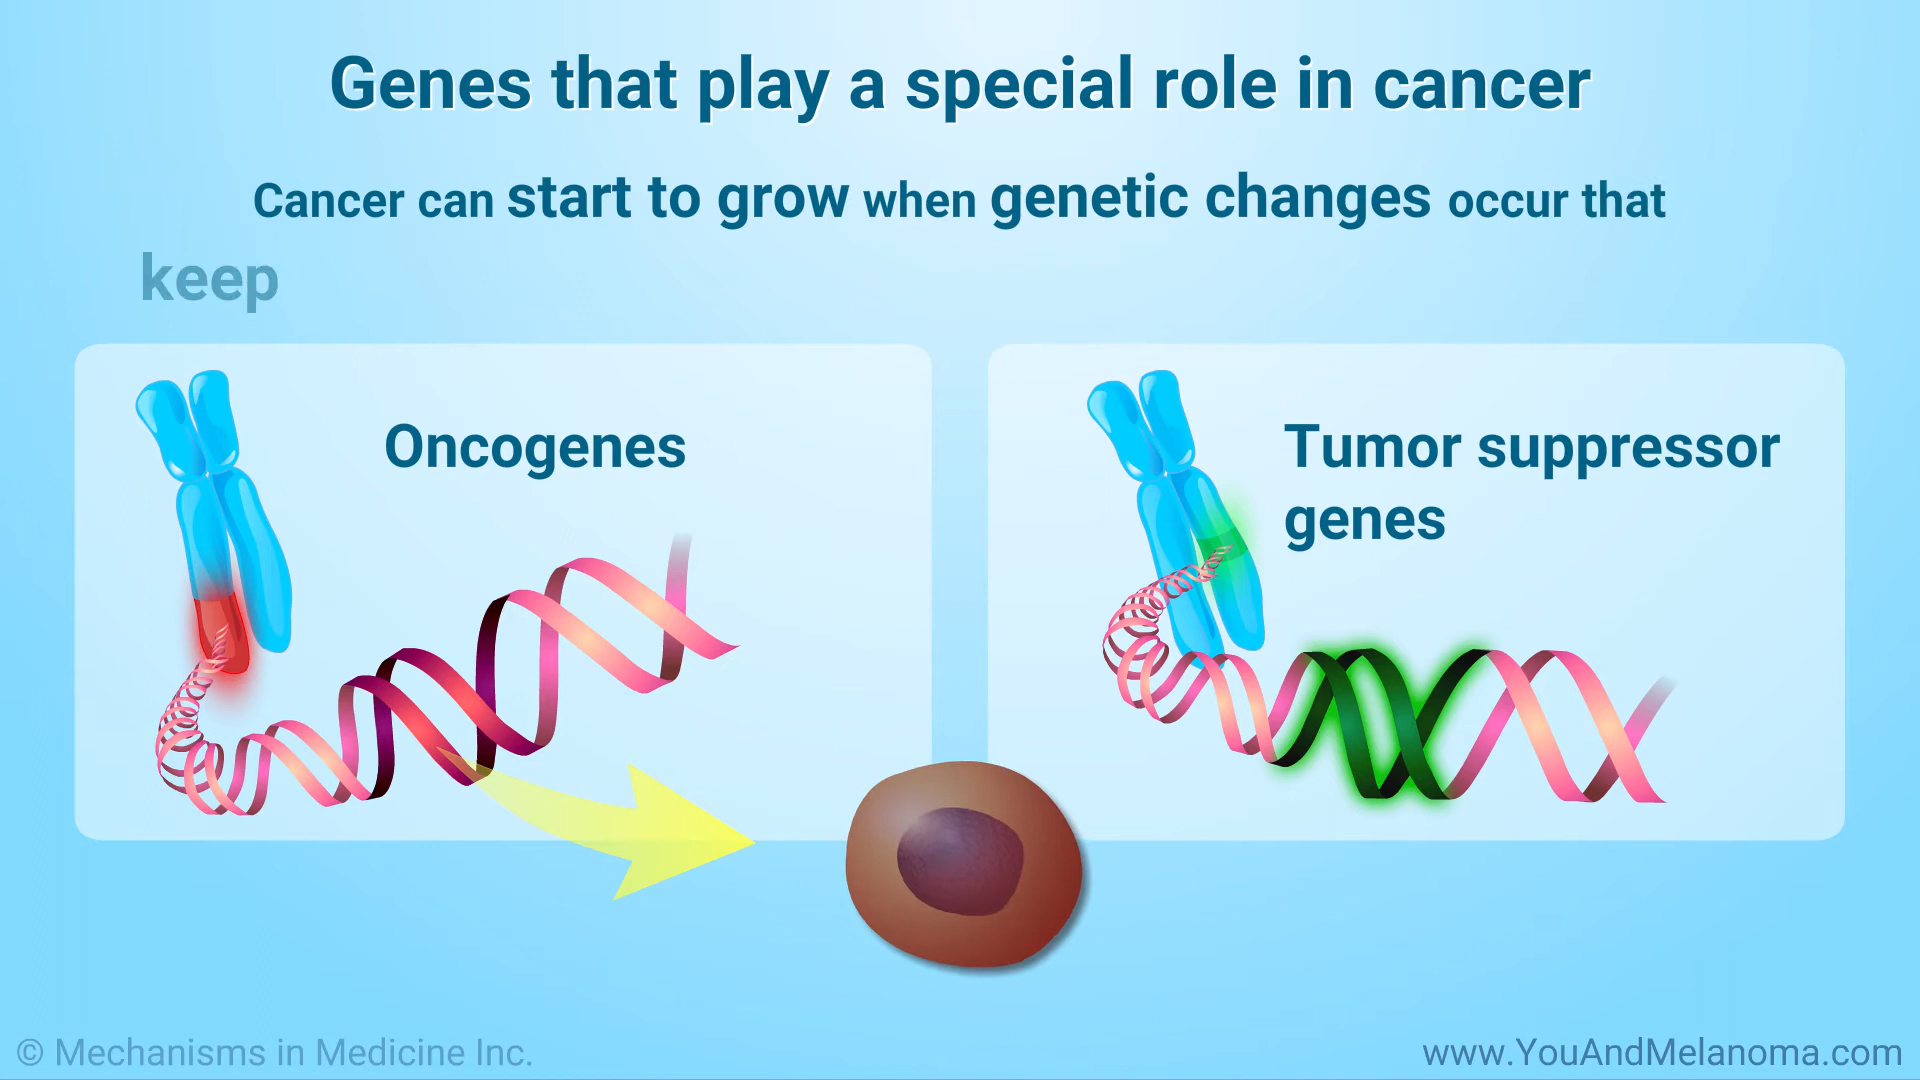 Genes that play a special role in cancer
Cancer can start to grow when genetic changes occur that
keep
Oncogenes
Tumor suppressor
genes
© Mechanisms in Medicine Inc.
www.YouAndMelanoma.com